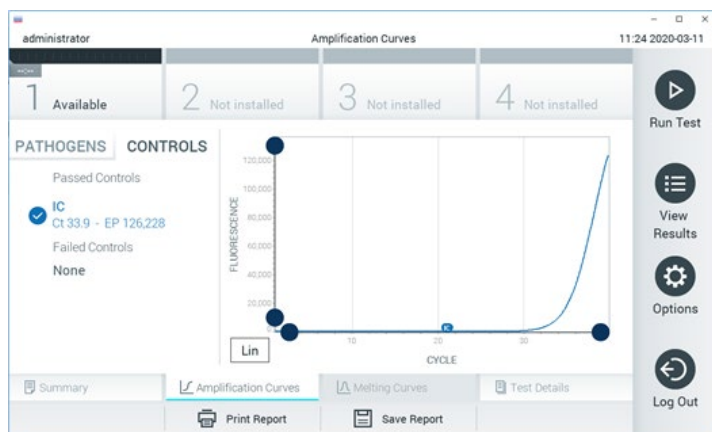 administrator
Amplification Curves
11:24 2020-03-11
1 Available
2 Not installed
3 Not installed
4 Not installed
Run Test
PATHOGENS
CONTROLS
Passed Controls
IC
Ct 33.9 - EP 126,228
Failed Controls
None
FLUORESCENCE
120,000
100,000
80,000
60,000
40,000
20,000
0
IC
10
20
30
CYCLE
Lin
View
Results
Options
Summary
Amplification Curves
Melting Curves
Test Details
Print Report
Save Report
Log Out